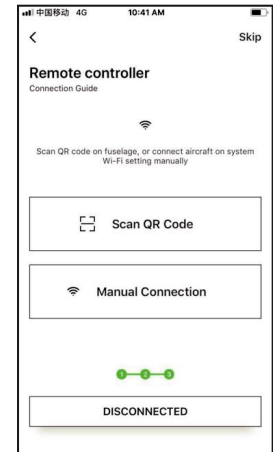 中国移动 4G 10:41 AM
Skip
Remote controller
Connection Guide
Scan QR code on fuselage, or connect aircraft on system
Wi-Fi setting manually
Scan QR Code
Manual Connection
1 2 3
DISCONNECTED